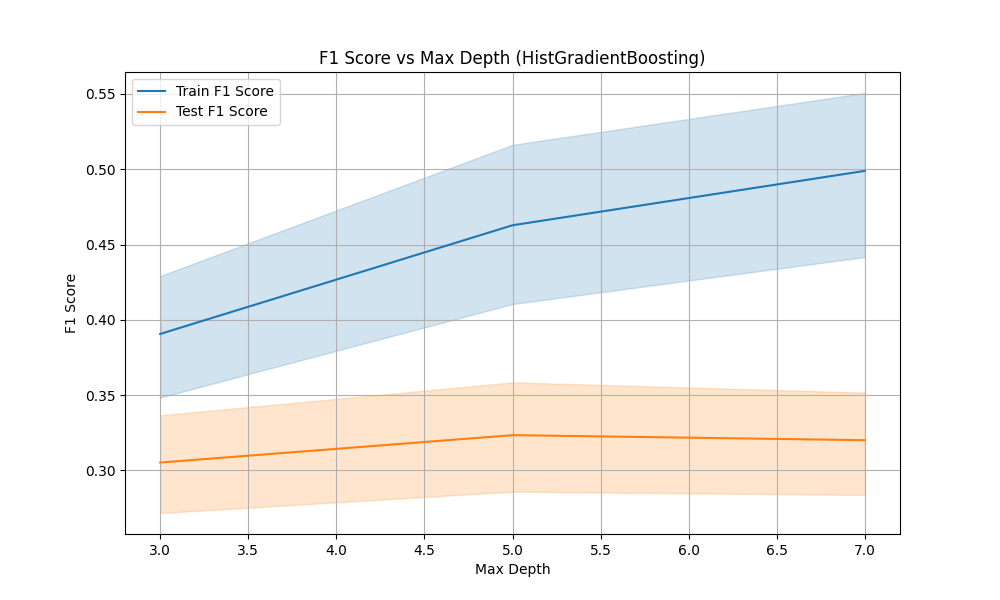 F1 Score vs Max Depth (HistGradientBoosting)
Train F1 Score
Test F1 Score
0.55
0.50
0.45
0.40
0.35
0.30
F1 Score
3.0 3.5 4.0 4.5 5.0 5.5 6.0 6.5 7.0
Max Depth